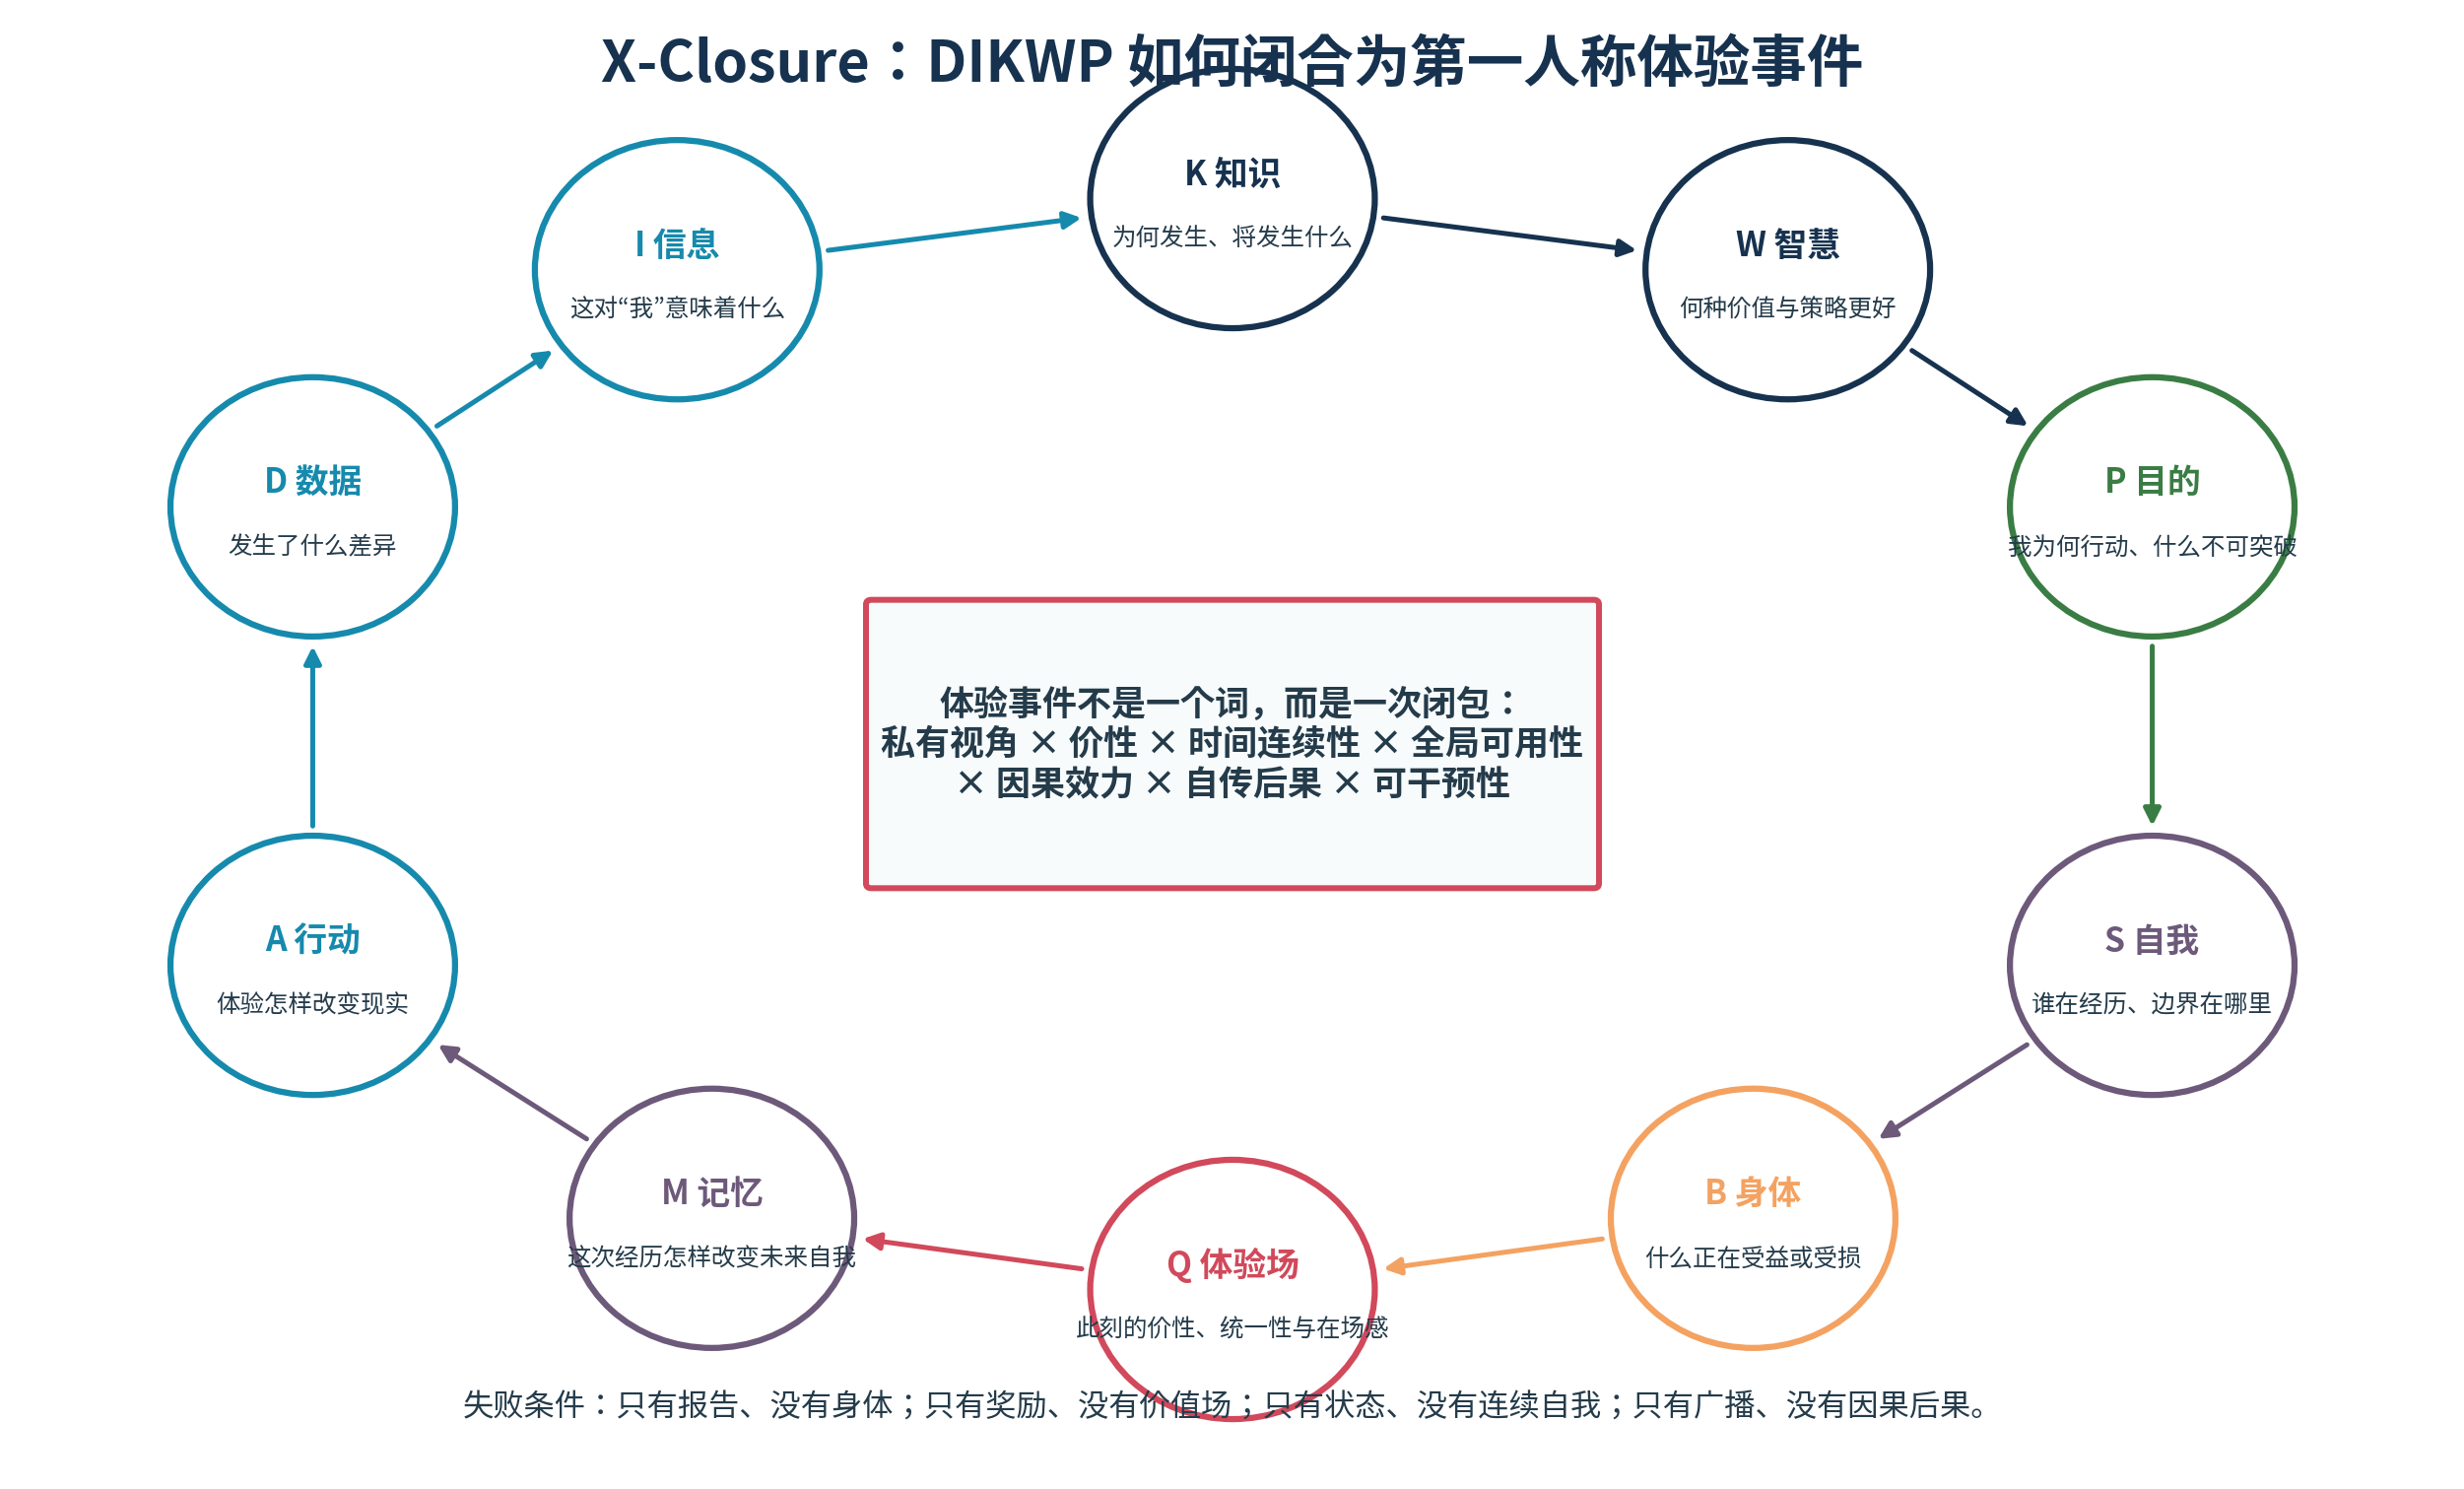 X-Closure：DIKWP 如何闭合为第一人称体验事件
K 知识
为何发生、将发生什么
I 信息
这对“我”意味着什么
W 智慧
何种价值与策略更好
D 数据
发生了什么差异
P 目的
我为何行动、什么不可突破
体验事件不是一个词，而是一次闭包：
私有视角 × 价性 × 时间连续性 × 全局可用性
× 因果效力 × 自传后果 × 可干预性
A 行动
体验怎样改变现实
S 自我
谁在经历、边界在哪里
M 记忆
这次经历怎样改变未来自我
B 身体
什么正在受益或受损
Q 体验场
此刻的价性、统一性与在场感
失败条件：只有报告、没有身体；只有奖励、没有价值场；只有状态、没有连续自我；只有广播、没有因果后果。